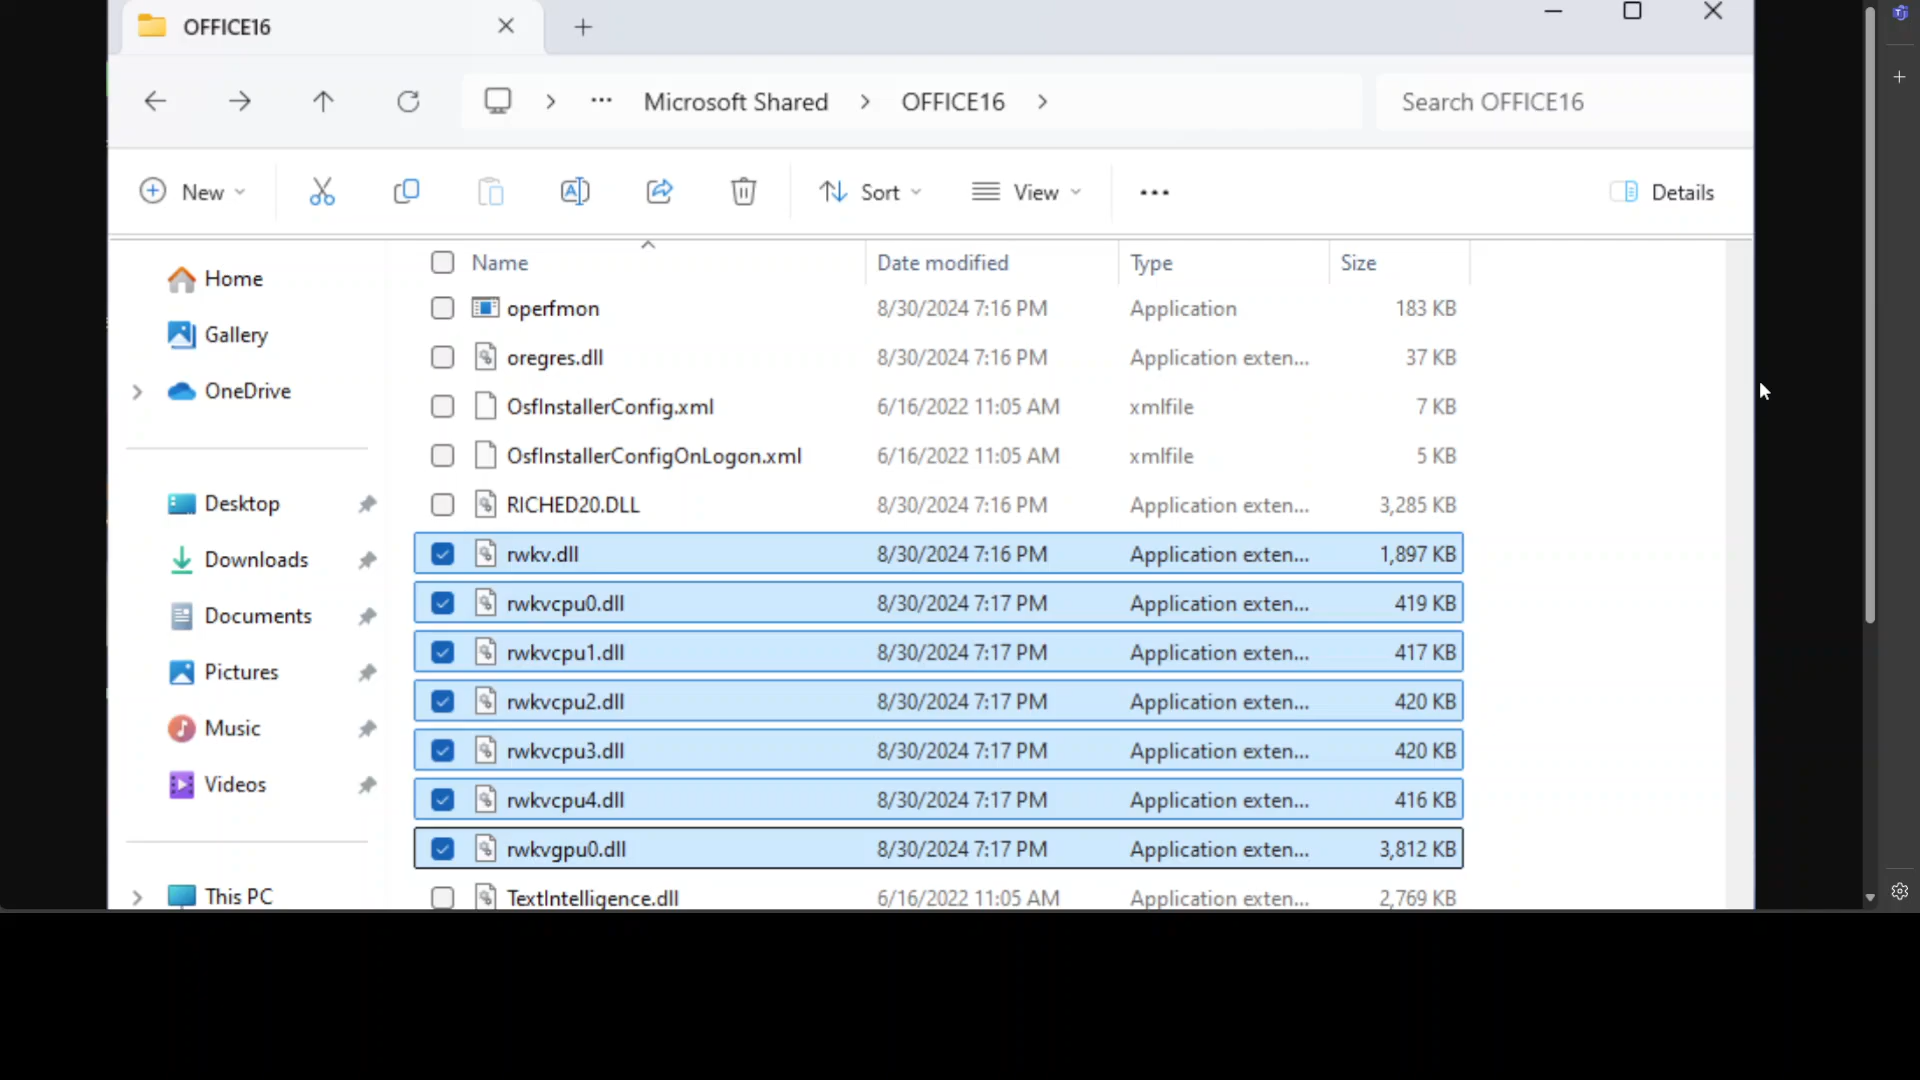 OFFICE16
Microsoft Shared > OFFICE16 >
Search OFFICE16
New
Sort
View
Details
Name Date modified Type Size
Home
Gallery
OneDrive
Desktop
Downloads
Documents
Pictures
Music
Videos
This PC
operfmon 8/30/2024 7:16 PM Application 183 KB
oregres.dll 8/30/2024 7:16 PM Application exten... 37 KB
OsfInstallerConfig.xml 6/16/2022 11:05 AM xmlfile 7 KB
OsfInstallerConfigOnLogon.xml 6/16/2022 11:05 AM xmlfile 5 KB
RICHED20.DLL 8/30/2024 7:16 PM Application exten... 3,285 KB
rwkv.dll 8/30/2024 7:16 PM Application exten... 1,897 KB
rwkvcpu0.dll 8/30/2024 7:17 PM Application exten... 419 KB
rwkvcpu1.dll 8/30/2024 7:17 PM Application exten... 417 KB
rwkvcpu2.dll 8/30/2024 7:17 PM Application exten... 420 KB
rwkvcpu3.dll 8/30/2024 7:17 PM Application exten... 420 KB
rwkvcpu4.dll 8/30/2024 7:17 PM Application exten... 416 KB
rwkvgpu0.dll 8/30/2024 7:17 PM Application exten... 3,812 KB
TextIntelligence.dll 6/16/2022 11:05 AM Application exten... 2,769 KB